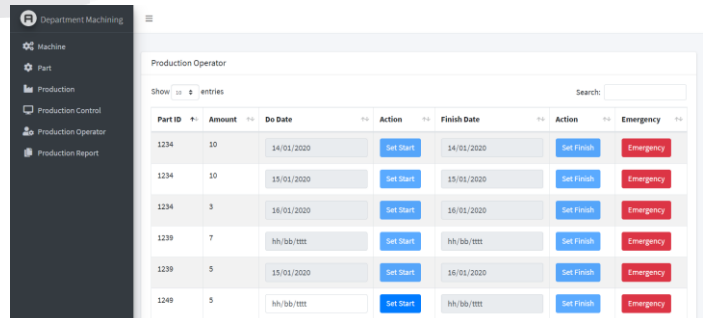 R Department Machining
Machine
Part
Production
Production Control
Production Operator
Production Report
Production Operator
Show 10 entries
Search:
Part ID Amount Do Date Action Finish Date Action Emergency
1234 10 14/01/2020 Set Start 14/01/2020 Set Finish Emergency
1234 10 15/01/2020 Set Start 15/01/2020 Set Finish Emergency
1234 3 16/01/2020 Set Start 16/01/2020 Set Finish Emergency
1239 7 hh/bb/tttt Set Start hh/bb/tttt Set Finish Emergency
1239 5 15/01/2020 Set Start 16/01/2020 Set Finish Emergency
1249 5 hh/bb/tttt Set Start hh/bb/tttt Set Finish Emergency